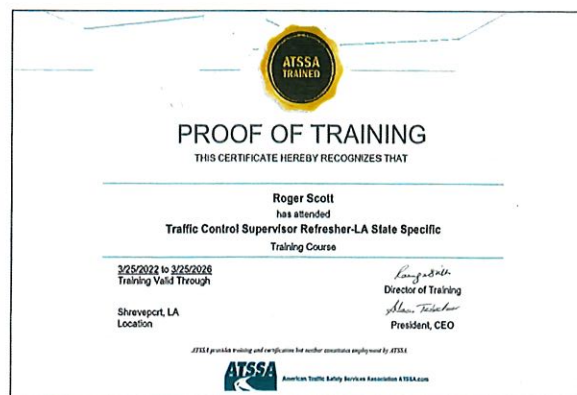 ATSSA
TRAINED
PROOF OF TRAINING
THIS CERTIFICATE HEREBY RECOGNIZES THAT
Roger Scott
has attended
Traffic Control Supervisor Refresher-LA State Specific
Training Course
3/25/2022 to 3/25/2026
Training Valid Through
Director of Training
Shreveport, LA
Location
President, CEO
ATSSA provides training and certification but neither constitutes employment by ATSSA
ATSSA
American Traffic Safety Services Association ATSSA.com